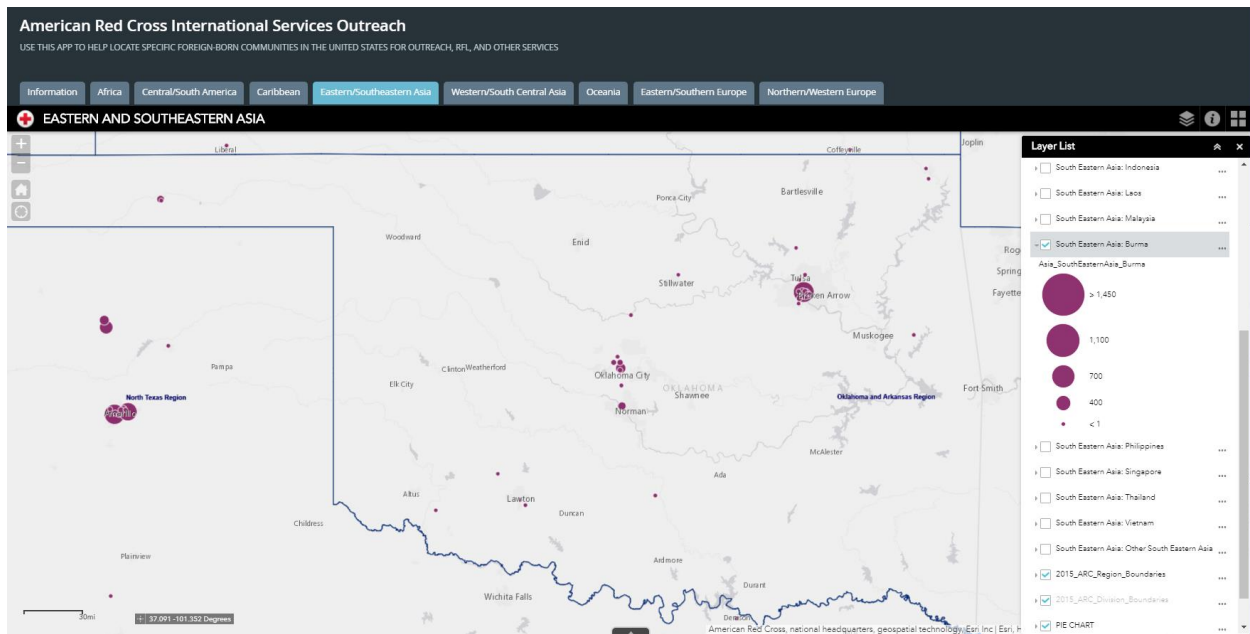 American Red Cross International Services Outreach
USE THIS APP TO HELP LOCATE SPECIFIC FOREIGN-BORN COMMUNITIES IN THE UNITED STATES FOR OUTREACH, RFL, AND OTHER SERVICES
Information Africa Central/South America Caribbean Eastern/Southeastern Asia Western/South Central Asia Oceania Eastern/Southern Europe Northern/Western Europe
EASTERN AND SOUTHEASTERN ASIA
Layer List
South Eastern Asia: Indonesia
South Eastern Asia: Laos
South Eastern Asia: Malaysia
South Eastern Asia: Burma
Asia_SouthEasternAsia_Burma
> 1,450
1,100
700
400
< 1
South Eastern Asia: Philippines
South Eastern Asia: Singapore
South Eastern Asia: Thailand
South Eastern Asia: Vietnam
South Eastern Asia: Other South Eastern Asia
2015_ARC_Region_Boundaries
2015_ARC_Division_Boundaries
PIE CHART
Liberal
Coffeyville
Joplin
Ponca City
Bartlesville
Woodward
Enid
Rog
Stillwater
Tulsa
Spring
Broken Arrow
Fayette
Muskogee
Pampa
Clinton Weatherford
Oklahoma City
Elk City
OKLAHOMA
Shawnee
Fort Smith
North Texas Region
Oklahoma and Arkansas Region
Amarillo
Norman
McAlester
Ada
Altus
Lawton
Duncan
Childress
Plainview
Ardmore
Durant
Wichita Falls
Denison
30mi
37.091 -101.352 Degrees
American Red Cross, national headquarters, geospatial technology, Esri, Inc | Esri, H